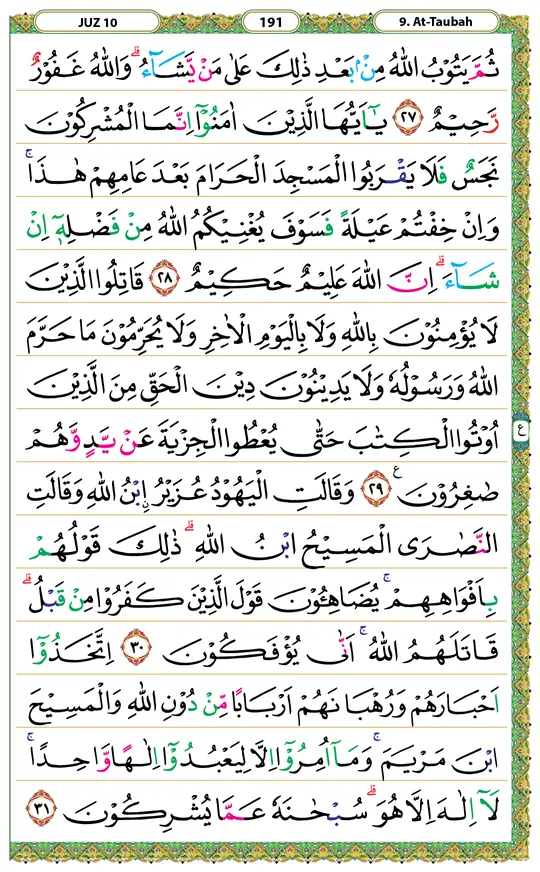 JUZ 10 191 9. At-Taubah
ثُمَّ يَتُوْبُ اللّٰهُ مِنْۢ بَعْدِ ذٰلِكَ عَلٰى مَنْ يَّشَاۤءُۗ وَاللّٰهُ غَفُوْرٌ
رَّحِيْمٌ ٢٧ يٰٓاَيُّهَا الَّذِيْنَ اٰمَنُوْٓا اِنَّمَا الْمُشْرِكُوْنَ
نَجَسٌ فَلَا يَقْرَبُوا الْمَسْجِدَ الْحَرَامَ بَعْدَ عَامِهِمْ هٰذَاۚ
وَاِنْ خِفْتُمْ عَيْلَةً فَسَوْفَ يُغْنِيْكُمُ اللّٰهُ مِنْ فَضْلِهٖٓ اِنْ
شَاۤءَۗ اِنَّ اللّٰهَ عَلِيْمٌ حَكِيْمٌ ٢٨ قَاتِلُوا الَّذِيْنَ
لَا يُؤْمِنُوْنَ بِاللّٰهِ وَلَا بِالْيَوْمِ الْاٰخِرِ وَلَا يُحَرِّمُوْنَ مَا حَرَّمَ
اللّٰهُ وَرَسُوْلُهٗ وَلَا يَدِيْنُوْنَ دِيْنَ الْحَقِّ مِنَ الَّذِيْنَ
اُوْتُوا الْكِتٰبَ حَتّٰى يُعْطُوا الْجِزْيَةَ عَنْ يَّدٍ وَّهُمْ
ع
صٰغِرُوْنَ ࣖ ٢٩ وَقَالَتِ الْيَهُوْدُ عُزَيْرُ ۨابْنُ اللّٰهِ وَقَالَتِ
النَّصٰرَى الْمَسِيْحُ ابْنُ اللّٰهِۗ ذٰلِكَ قَوْلُهُمْ
بِاَفْوَاهِهِمْۚ يُضَاهِـُٔوْنَ قَوْلَ الَّذِيْنَ كَفَرُوْا مِنْ قَبْلُۗ
قَاتَلَهُمُ اللّٰهُۚ اَنّٰى يُؤْفَكُوْنَ ٣٠ اِتَّخَذُوْٓا
اَحْبَارَهُمْ وَرُهْبَانَهُمْ اَرْبَابًا مِّنْ دُوْنِ اللّٰهِ وَالْمَسِيْحَ
ابْنَ مَرْيَمَۚ وَمَآ اُمِرُوْٓا اِلَّا لِيَعْبُدُوْٓا اِلٰهًا وَّاحِدًاۚ
لَآ اِلٰهَ اِلَّا هُوَۗ سُبْحٰنَهٗ عَمَّا يُشْرِكُوْنَ ٣١